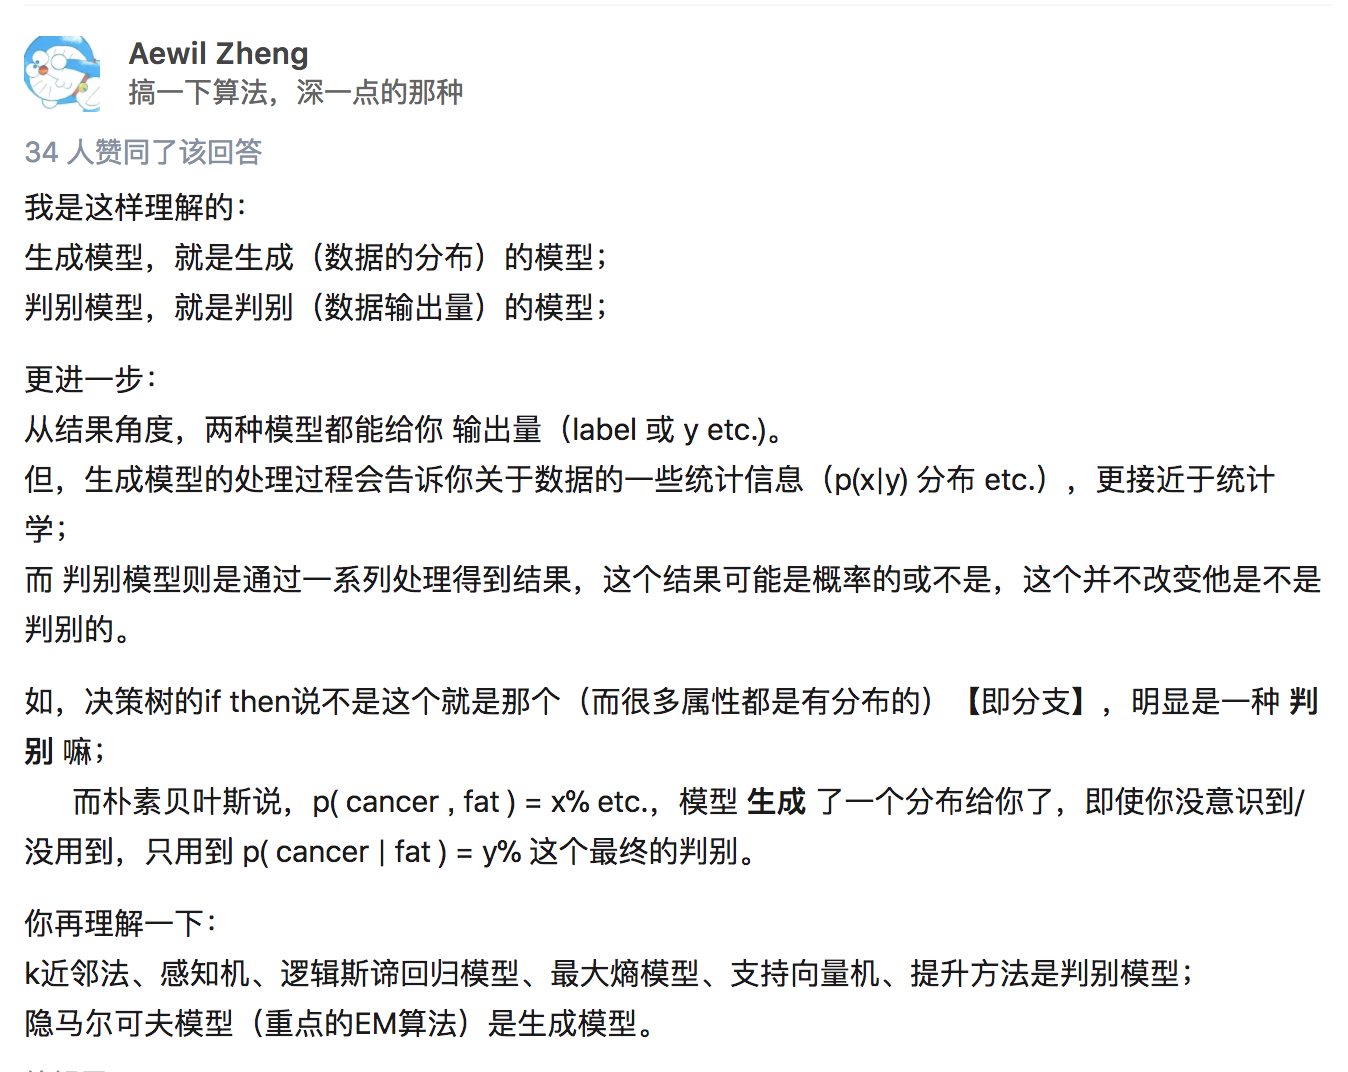 Aewil Zheng
搞一下算法，深一点的那种
34 人赞同了该回答
我是这样理解的：
生成模型，就是生成（数据的分布）的模型；
判别模型，就是判别（数据输出量）的模型；
更进一步：
从结果角度，两种模型都能给你 输出量（label 或 y etc.)。
但，生成模型的处理过程会告诉你关于数据的一些统计信息（p(x|y) 分布 etc.），更接近于统计
学；
而 判别模型则是通过一系列处理得到结果，这个结果可能是概率的或不是，这个并不改变他是不是
判别的。
如，决策树的if then说不是这个就是那个（而很多属性都是有分布的）【即分支】，明显是一种 判
别 嘛；
而朴素贝叶斯说，p( cancer , fat ) = x% etc.，模型 生成 了一个分布给你了，即使你没意识到/
没用到，只用到 p( cancer | fat ) = y% 这个最终的判别。
你再理解一下：
k近邻法、感知机、逻辑斯谛回归模型、最大熵模型、支持向量机、提升方法是判别模型；
隐马尔可夫模型（重点的EM算法）是生成模型。